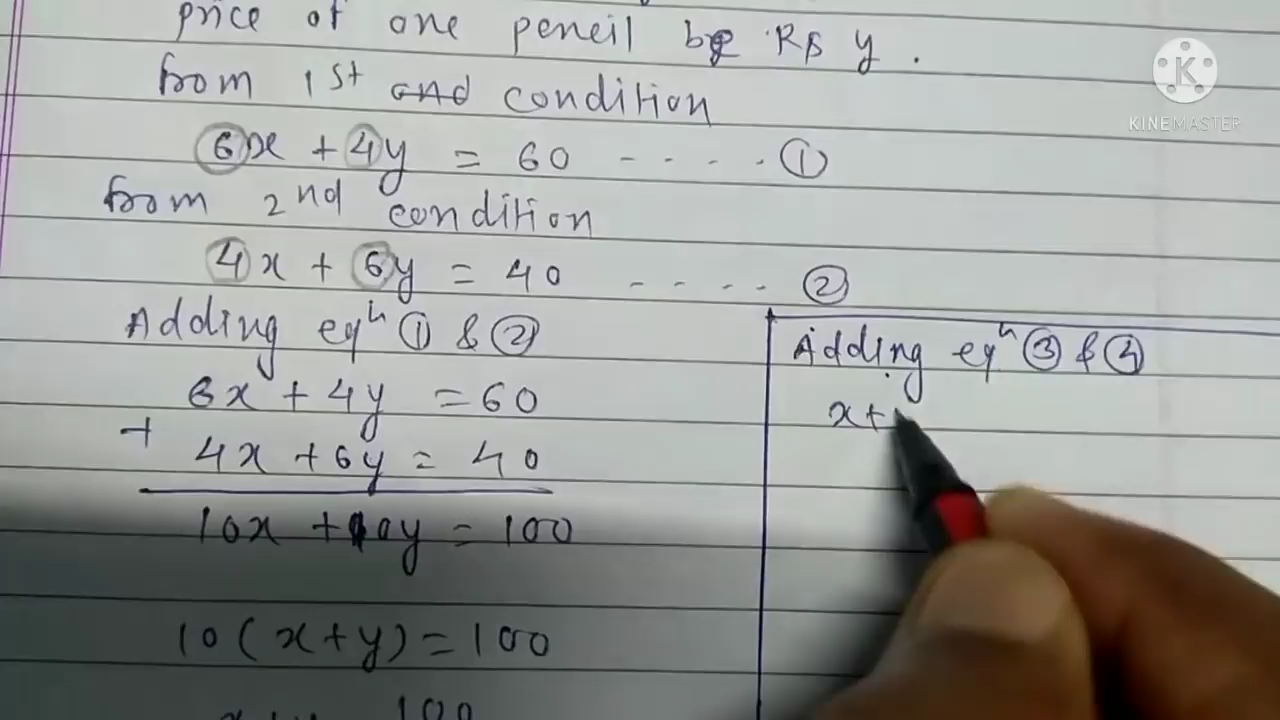 price of one pencil be Rs y .
from 1st and condition
6x + 4y = 60 - - - - . ①
from 2nd condition
4x + 6y = 40 - - - - . ②
Adding eqⁿ ① & ②
6x + 4y = 60
+ 4x + 6y = 40
10x + 10y = 100
10(x+y) = 100
100
Adding eqⁿ ③ & ④
x+
KINEMASTER